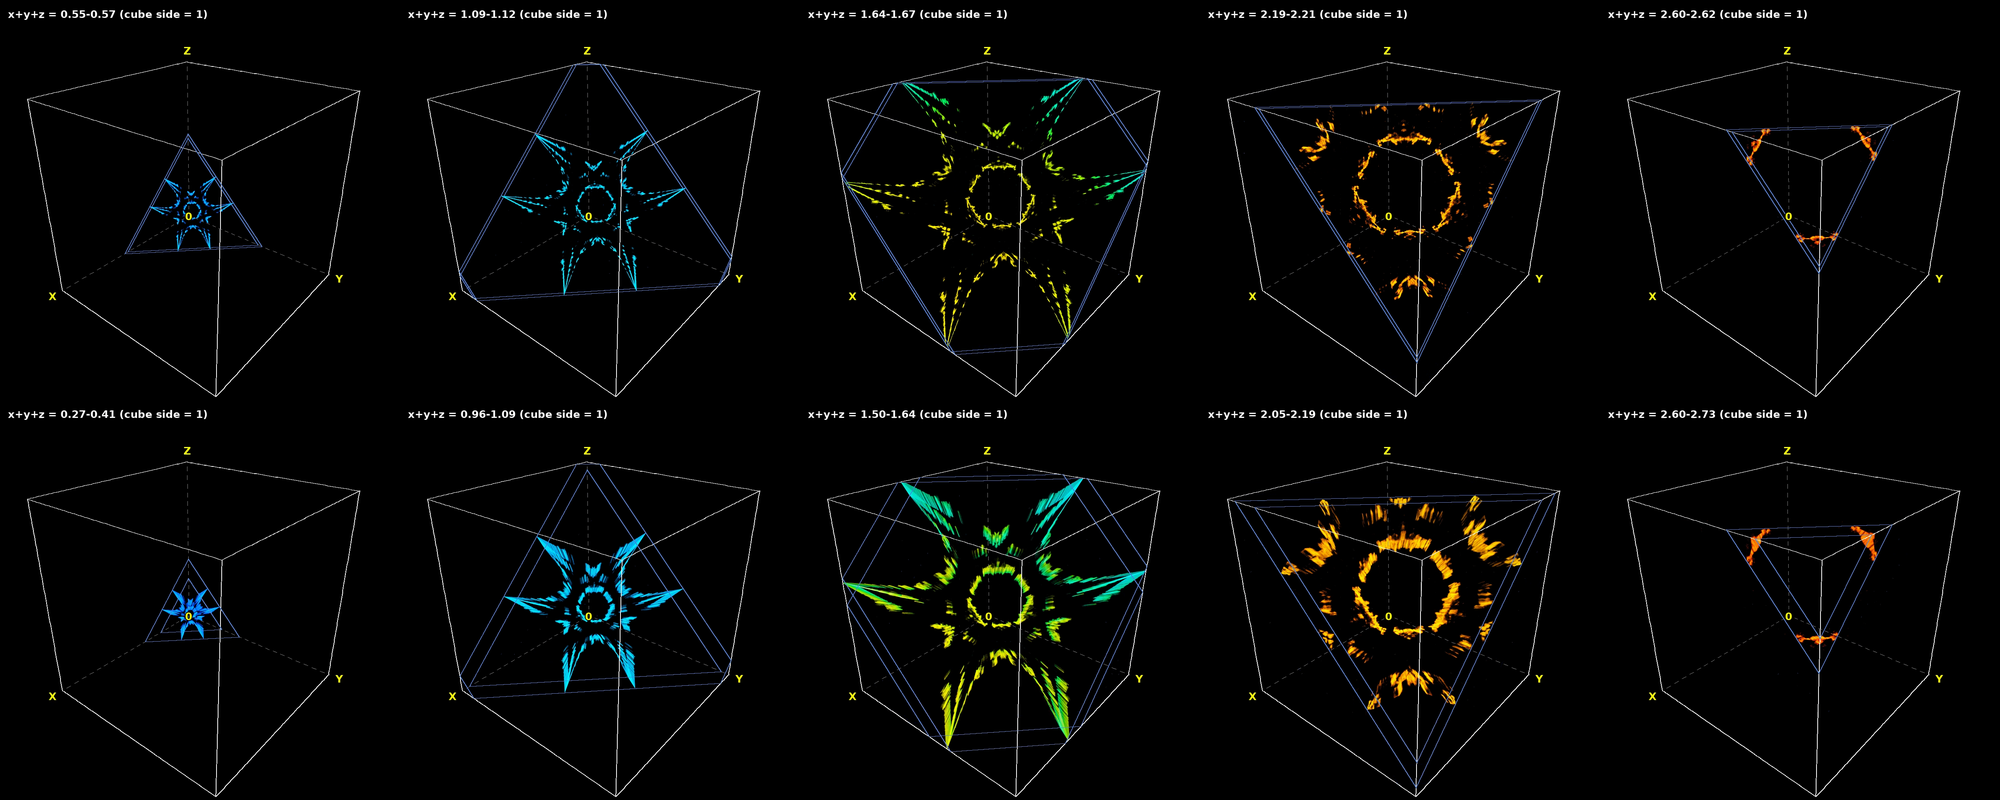 x+y+z = 0.55-0.57 (cube side = 1)
x+y+z = 1.09-1.12 (cube side = 1)
x+y+z = 1.64-1.67 (cube side = 1)
x+y+z = 2.19-2.21 (cube side = 1)
x+y+z = 2.60-2.62 (cube side = 1)
Z
Z
Z
Z
Z
0
0
0
0
0
X
Y
X
Y
X
Y
X
Y
X
Y
x+y+z = 0.27-0.41 (cube side = 1)
x+y+z = 0.96-1.09 (cube side = 1)
x+y+z = 1.50-1.64 (cube side = 1)
x+y+z = 2.05-2.19 (cube side = 1)
x+y+z = 2.60-2.73 (cube side = 1)
Z
Z
Z
Z
Z
0
0
0
0
0
X
Y
X
Y
X
Y
X
Y
X
Y